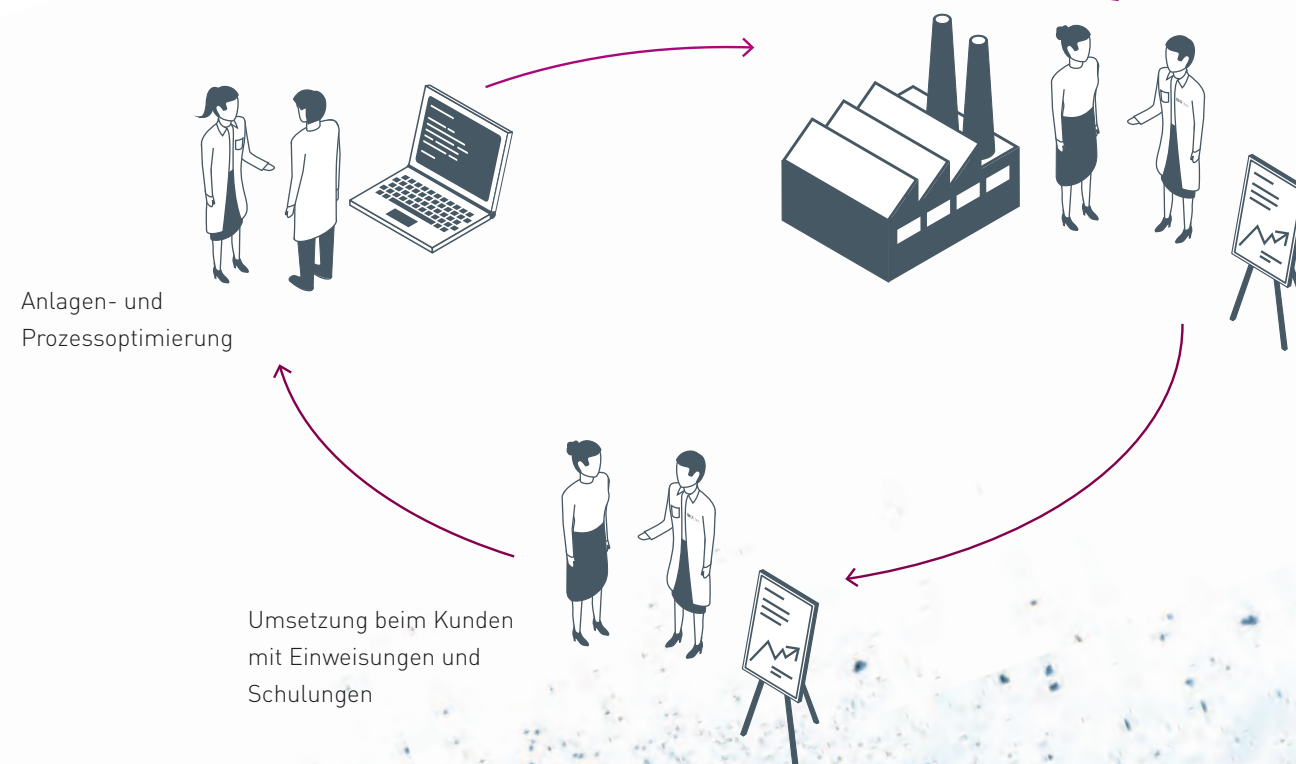 Anlagen- und
Prozessoptimierung
Umsetzung beim Kunden
mit Einweisungen und
Schulungen